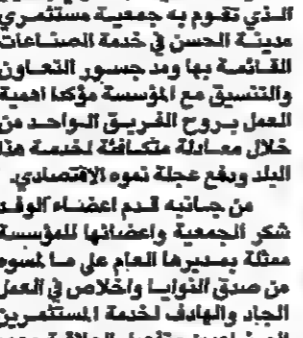 الذي تقوم به جمعية مستثمري
مدينة الحسن في خدمة الصناعات
القائمة بها ومد جسور التعاون
والتنسيق مع المؤسسة مؤكدا اهمية
العمل بروح الفريق الواحد من
خلال معادلة متكافئة لخدمة هذا
البلد ودفع عجلة نموه الاقتصادي.
من جانبه قدم اعضاء الوفد
شكر الجمعية واعضائها للمؤسسة
ممثلة بمديرها العام على ما لمسوه
من صدق النوايا واخلاص في العمل
الجاد والهادف لخدمة المستثمرين